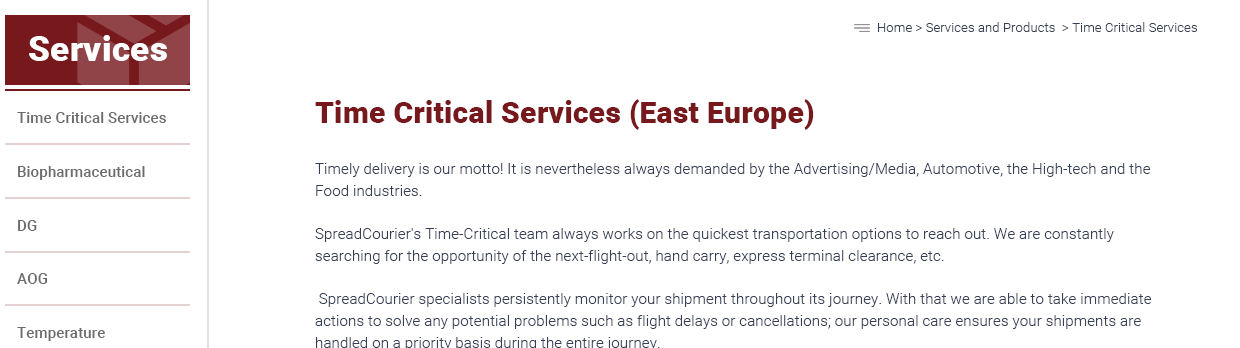 Services
Time Critical Services
Biopharmaceutical
DG
AOG
Temperature
Home > Services and Products > Time Critical Services
Time Critical Services (East Europe)
Timely delivery is our motto! It is nevertheless always demanded by the Advertising/Media, Automotive, the High-tech and the
Food industries.
SpreadCourier's Time-Critical team always works on the quickest transportation options to reach out. We are constantly
searching for the opportunity of the next-flight-out, hand carry, express terminal clearance, etc.
SpreadCourier specialists persistently monitor your shipment throughout its journey. With that we are able to take immediate
actions to solve any potential problems such as flight delays or cancellations; our personal care ensures your shipments are
handled on a priority basis during the entire journey.